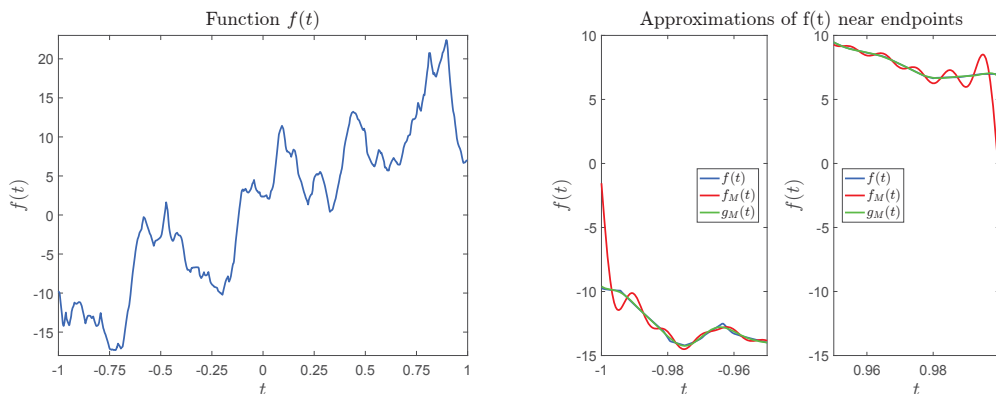 Function f(t)
f(t)
20
15
10
5
0
-5
-10
-15
-1
-0.75
-0.5
-0.25
0
0.25
0.5
0.75
1
t
Approximations of f(t) near endpoints
f(t)
10
5
0
-5
-10
-15
-1
-0.98
-0.96
t
f(t)
f_M(t)
g_M(t)
f(t)
10
5
0
-5
-10
-15
0.96
0.98
t
f(t)
f_M(t)
g_M(t)